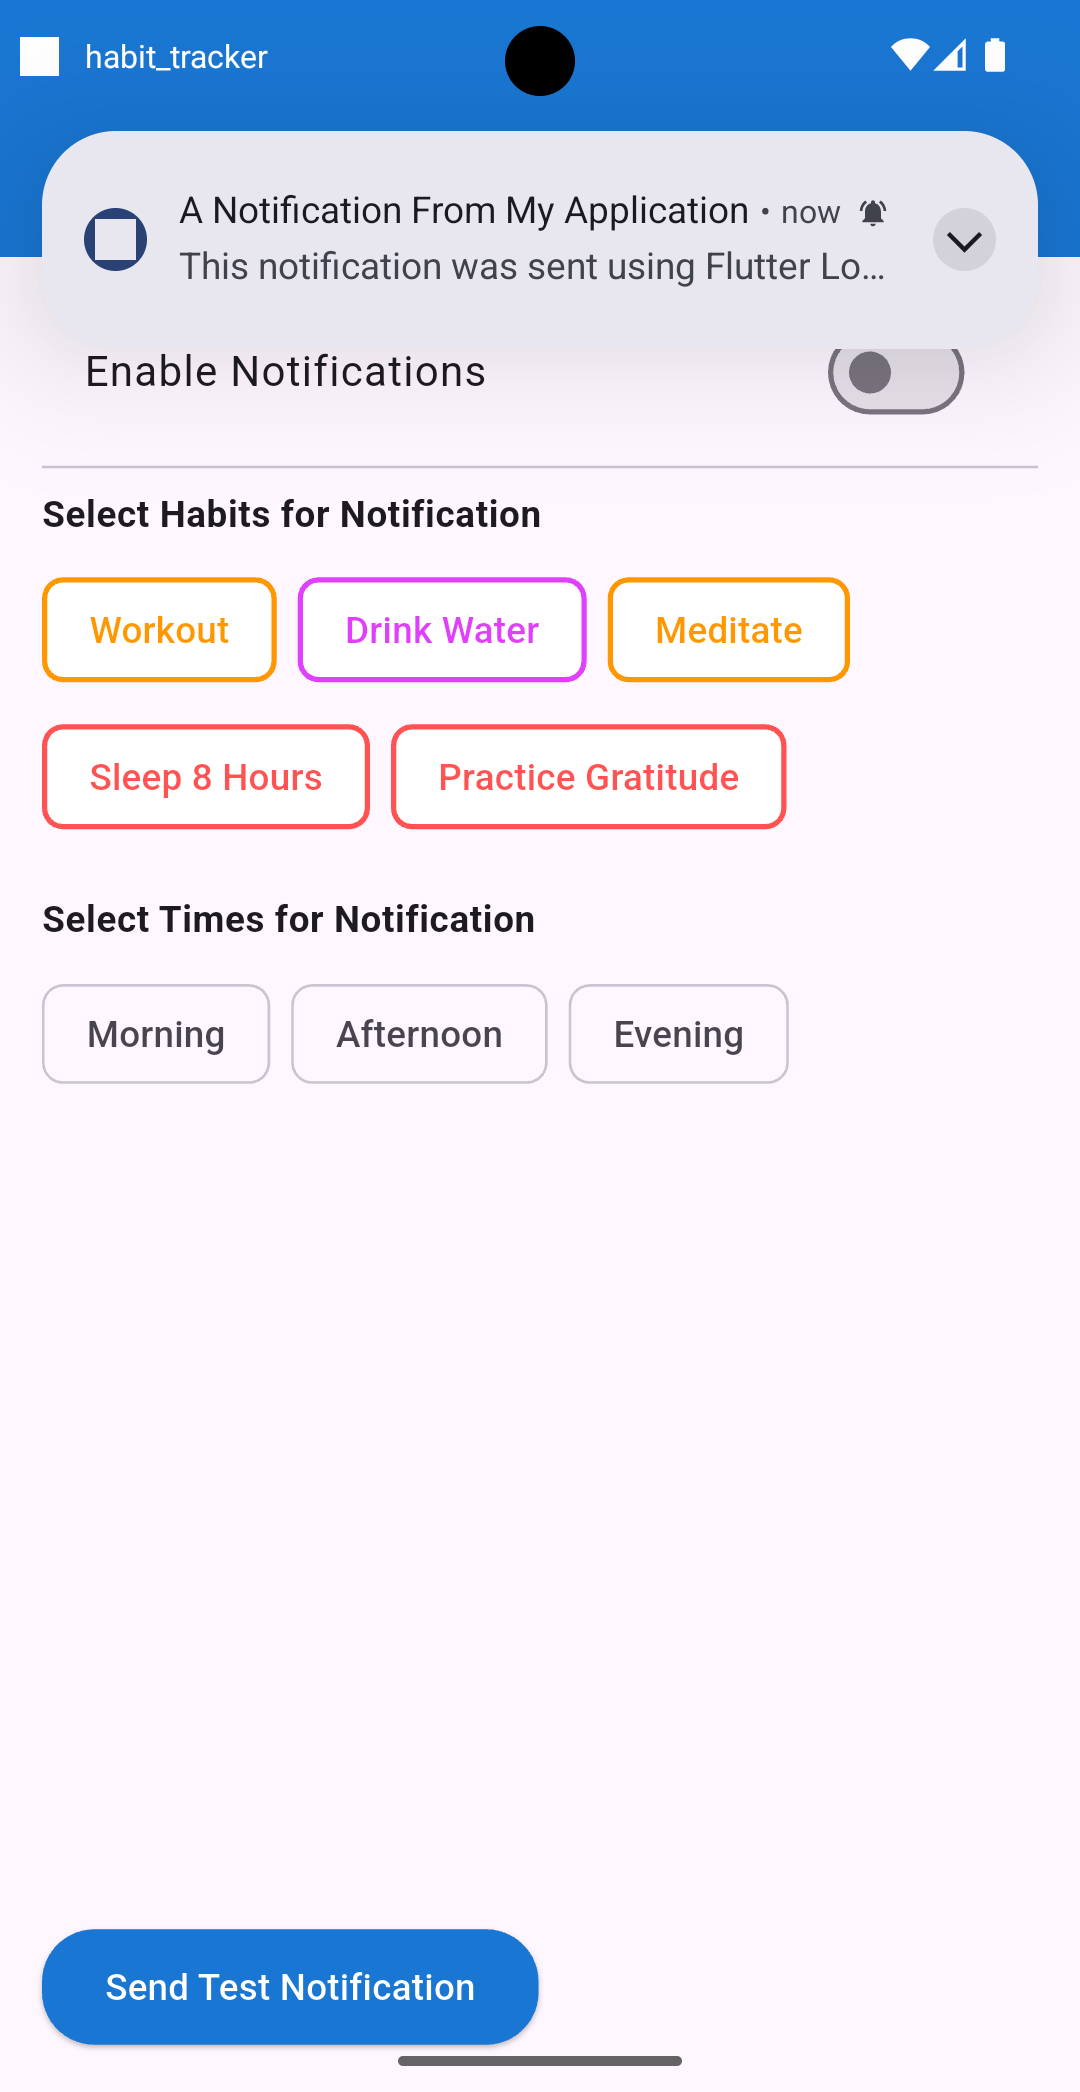 habit_tracker
A Notification From My Application • now
This notification was sent using Flutter Lo...
Enable Notifications
Select Habits for Notification
Workout
Drink Water
Meditate
Sleep 8 Hours
Practice Gratitude
Select Times for Notification
Morning
Afternoon
Evening
Send Test Notification